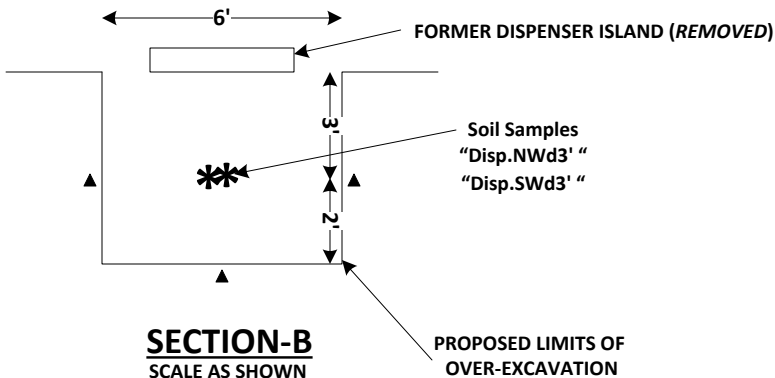 6'
FORMER DISPENSER ISLAND (REMOVED)
3'
Soil Samples
“Disp.NWd3' “
“Disp.SWd3' “
2'
SECTION-B
SCALE AS SHOWN
PROPOSED LIMITS OF
OVER-EXCAVATION